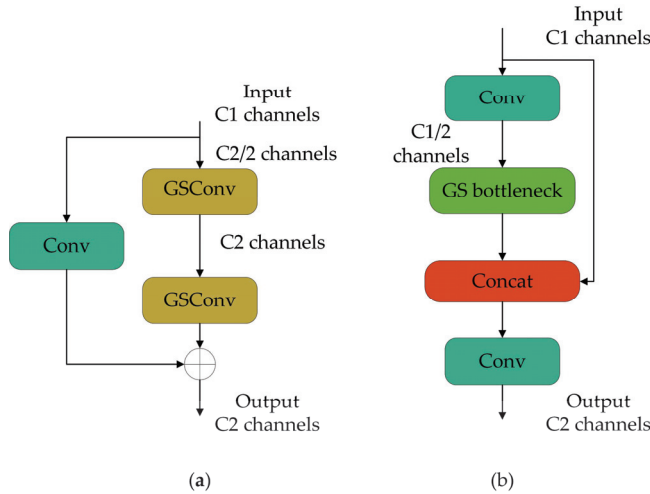 Input
C1 channels
C2/2 channels
GSConv
Conv
C2 channels
GSConv
Output
C2 channels
(a)
Input
C1 channels
Conv
C1/2
channels
GS bottleneck
Concat
Conv
Output
C2 channels
(b)